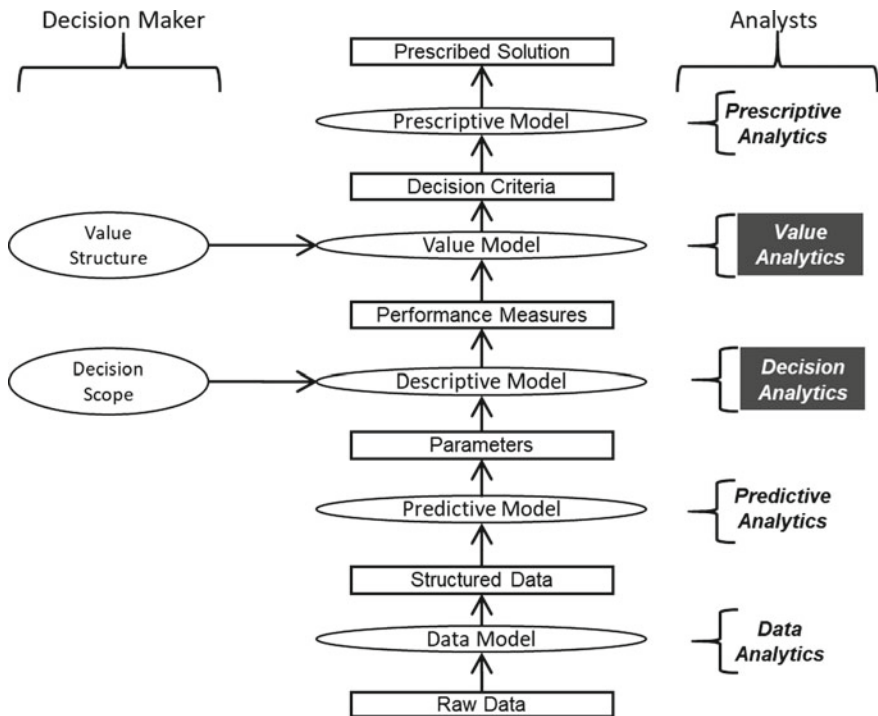 Decision Maker
Analysts
Prescribed Solution
Prescriptive Model
Prescriptive
Analytics
Decision Criteria
Value
Structure
Value Model
Value
Analytics
Performance Measures
Decision
Scope
Descriptive Model
Decision
Analytics
Parameters
Predictive Model
Predictive
Analytics
Structured Data
Data Model
Data
Analytics
Raw Data